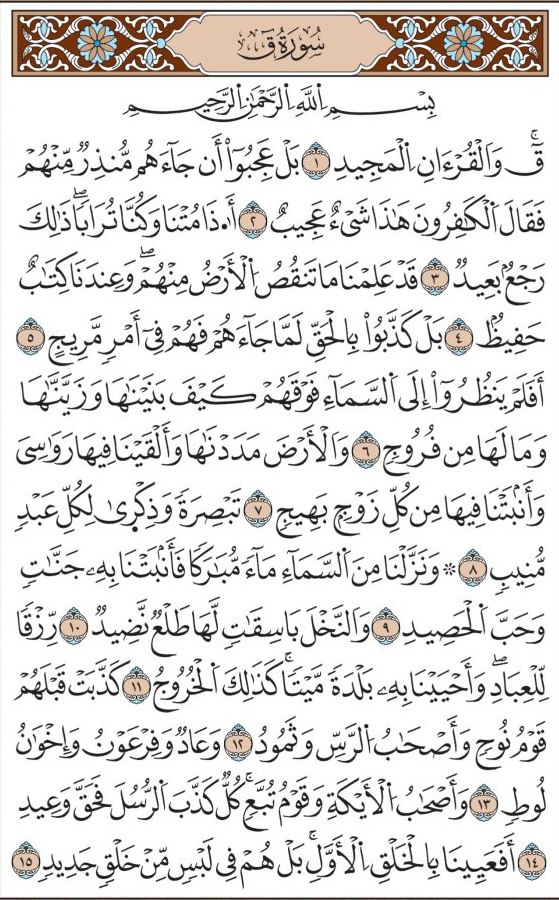 سُورَةُ قٓ
بِسْمِ ٱللَّهِ ٱلرَّحْمَٰنِ ٱلرَّحِيمِ
قٓۚ وَٱلْقُرْءَانِ ٱلْمَجِيدِ ١ بَلْ عَجِبُوٓا۟ أَن جَآءَهُم مُّنذِرٌ مِّنْهُمْ
فَقَالَ ٱلْكَٰفِرُونَ هَٰذَا شَىْءٌ عَجِيبٌ ٢ أَءِذَا مِتْنَا وَكُنَّا تُرَابًاۖ ذَٰلِكَ
رَجْعٌۢ بَعِيدٌ ٣ قَدْ عَلِمْنَا مَا تَنقُصُ ٱلْأَرْضُ مِنْهُمْۖ وَعِندَنَا كِتَٰبٌ
حَفِيظٌۢ ٤ بَلْ كَذَّبُوا۟ بِٱلْحَقِّ لَمَّا جَآءَهُمْ فَهُمْ فِىٓ أَمْرٍ مَّرِيجٍ ٥
أَفَلَمْ يَنظُرُوٓا۟ إِلَى ٱلسَّمَآءِ فَوْقَهُمْ كَيْفَ بَنَيْنَٰهَا وَزَيَّنَّٰهَا
وَمَا لَهَا مِن فُرُوجٍ ٦ وَٱلْأَرْضَ مَدَدْنَٰهَا وَأَلْقَيْنَا فِيهَا رَوَٰسِىَ
وَأَنۢبَتْنَا فِيهَا مِن كُلِّ زَوْجٍۭ بَهِيجٍ ٧ تَبْصِرَةً وَذِكْرَىٰ لِكُلِّ عَبْدٍ
مُّنِيبٍ ٨ ۞ وَنَزَّلْنَا مِنَ ٱلسَّمَآءِ مَآءً مُّبَٰرَكًا فَأَنۢبَتْنَا بِهِۦ جَنَّٰتٍ
وَحَبَّ ٱلْحَصِيدِ ٩ وَٱلنَّخْلَ بَاسِقَٰتٍ لَّهَا طَلْعٌ نَّضِيدٌ ١٠ رِّزْقًا
لِّلْعِبَادِۖ وَأَحْيَيْنَا بِهِۦ بَلْدَةً مَّيْتًاۚ كَذَٰلِكَ ٱلْخُرُوجُ ١١ كَذَّبَتْ قَبْلَهُمْ
قَوْمُ نُوحٍ وَأَصْحَٰبُ ٱلرَّسِّ وَثَمُودُ ١٢ وَعَادٌ وَفِرْعَوْنُ وَإِخْوَٰنُ
لُوطٍ ١٣ وَأَصْحَٰبُ ٱلْأَيْكَةِ وَقَوْمُ تُبَّعٍۚ كُلٌّ كَذَّبَ ٱلرُّسُلَ فَحَقَّ وَعِيدِ
١٤ أَفَعَيِينَا بِٱلْخَلْقِ ٱلْأَوَّلِۚ بَلْ هُمْ فِى لَبْسٍ مِّنْ خَلْقٍ جَدِيدٍ ١٥